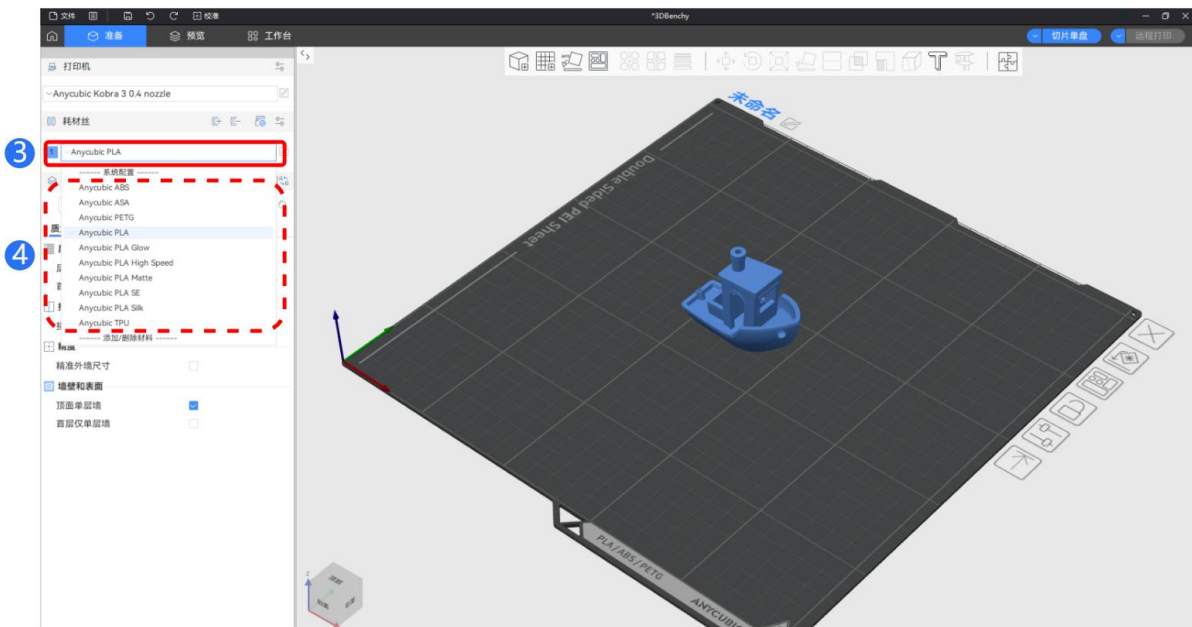 文件
校准
*3DBenchy
准备
预览
工作台
切片单盘
远程打印
打印机
Anycubic Kobra 3 0.4 nozzle
耗材丝
3
1 Anycubic PLA
------ 系统配置 ------
Anycubic ABS
Anycubic ASA
Anycubic PETG
Anycubic PLA
4
Anycubic PLA Glow
Anycubic PLA High Speed
Anycubic PLA Matte
Anycubic PLA SE
Anycubic PLA Silk
Anycubic TPU
------ 添加/删除材料 ------
精度
精准外墙尺寸
墙壁和表面
顶面单层墙
首层仅单层墙
未命名
Double Sided PEI Sheet
PLA/ABS/PETG
ANYCUBIC
Z